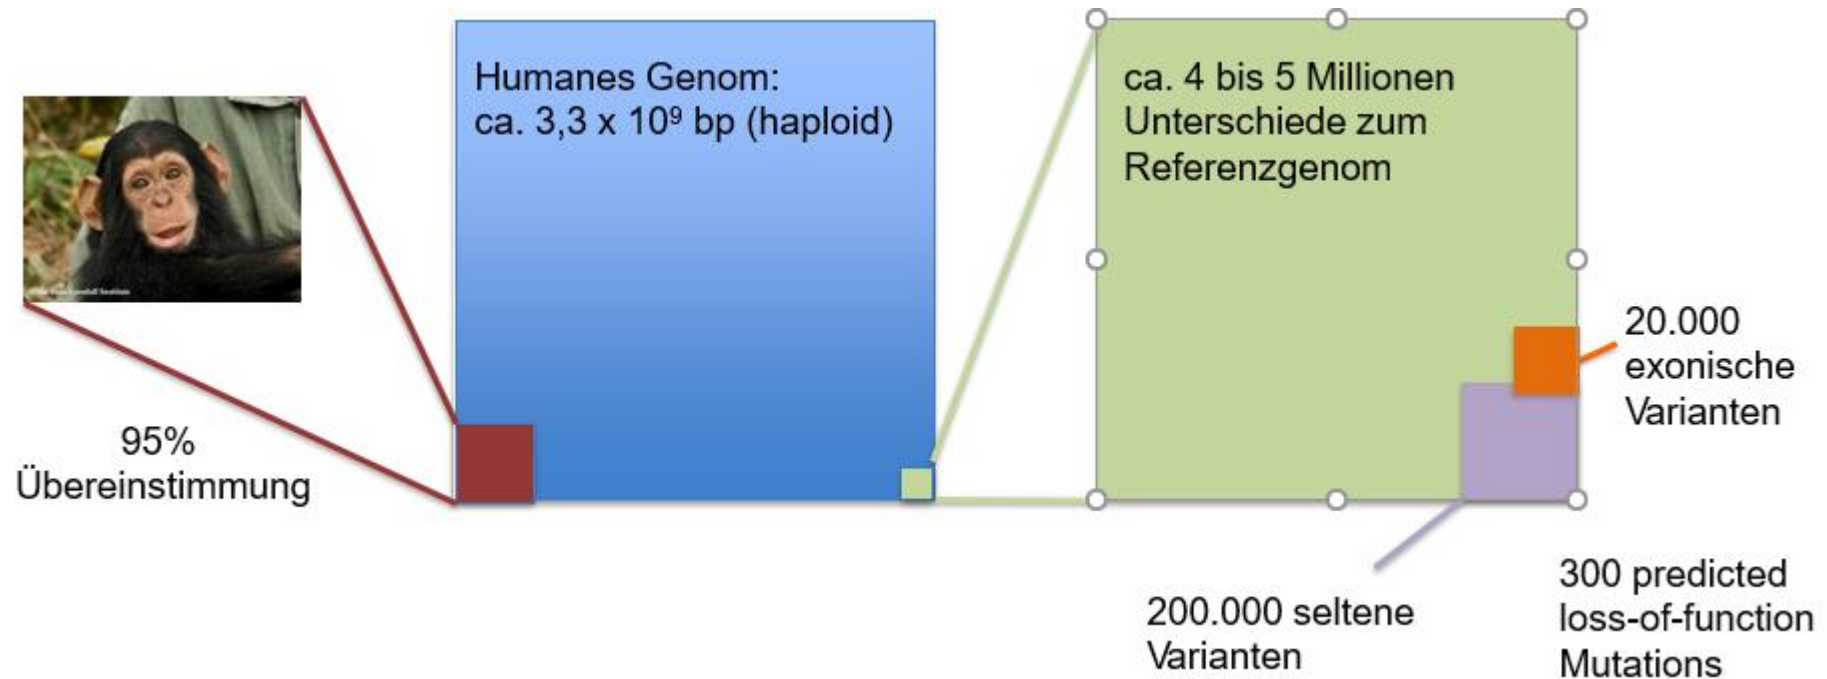 Humanes Genom:
ca. 3,3 x 10⁹ bp (haploid)
ca. 4 bis 5 Millionen
Unterschiede zum
Referenzgenom
95%
Übereinstimmung
20.000
exonische
Varianten
200.000 seltene
Varianten
300 predicted
loss-of-function
Mutations